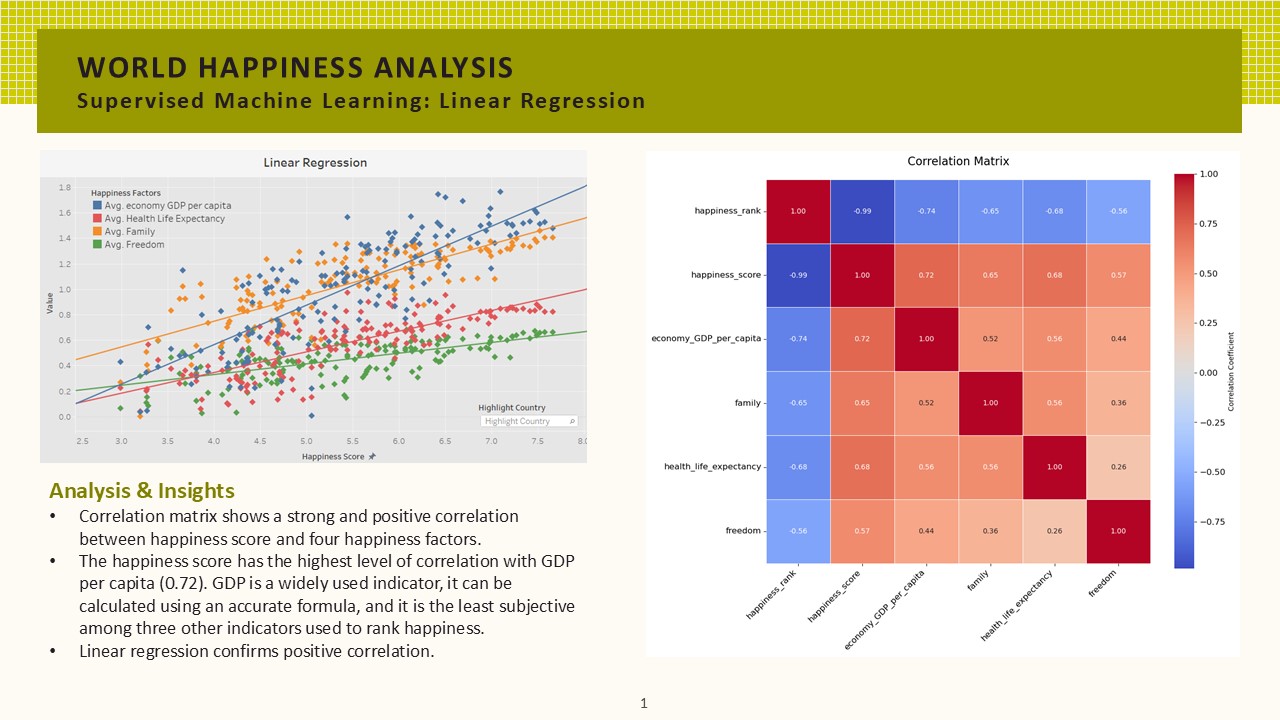 WORLD HAPPINESS ANALYSIS
Supervised Machine Learning: Linear Regression
Linear Regression
Happiness Factors
Avg. economy GDP per capita
Avg. Health Life Expectancy
Avg. Family
Avg. Freedom
Value
1.8
1.6
1.4
1.2
1.0
0.8
0.6
0.4
0.2
0.0
Highlight Country
Highlight Country
2.5 3.0 3.5 4.0 4.5 5.0 5.5 6.0 6.5 7.0 7.5 8.0
Happiness Score
Analysis & Insights
• Correlation matrix shows a strong and positive correlation
between happiness score and four happiness factors.
• The happiness score has the highest level of correlation with GDP
per capita (0.72). GDP is a widely used indicator, it can be
calculated using an accurate formula, and it is the least subjective
among three other indicators used to rank happiness.
• Linear regression confirms positive correlation.
Correlation Matrix
happiness_rank 1.00 -0.99 -0.74 -0.65 -0.68 -0.56
happiness_score -0.99 1.00 0.72 0.65 0.68 0.57
economy_GDP_per_capita -0.74 0.72 1.00 0.52 0.56 0.44
family -0.65 0.65 0.52 1.00 0.56 0.36
health_life_expectancy -0.68 0.68 0.56 0.56 1.00 0.26
freedom -0.56 0.57 0.44 0.36 0.26 1.00
happiness_rank
happiness_score
economy_GDP_per_capita
family
health_life_expectancy
freedom
1.00
0.75
0.50
0.25
0.00
−0.25
−0.50
−0.75
Correlation Coefficient
1